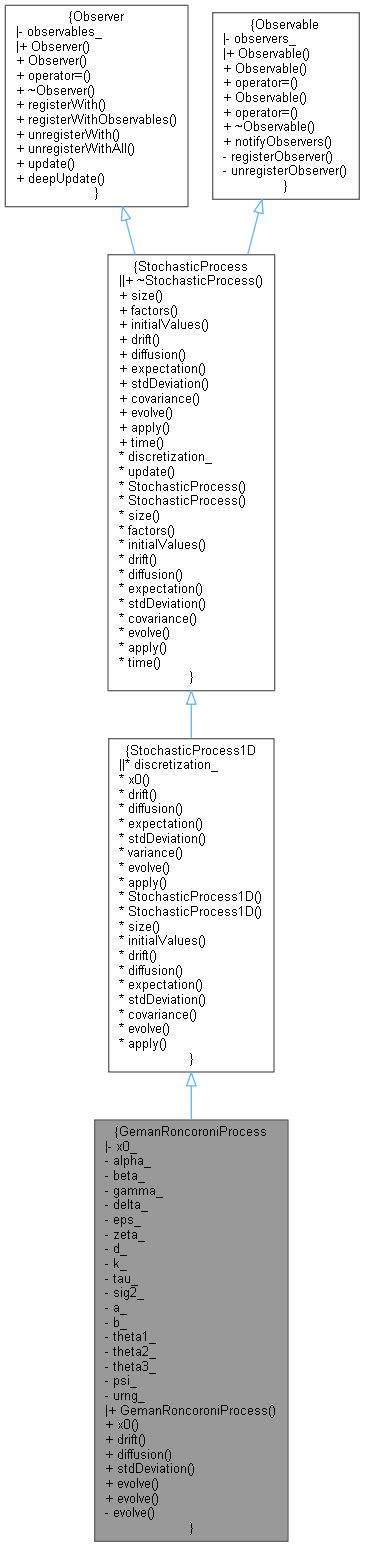 {Observer
|- observables_
|+ Observer()
+ Observer()
+ operator=()
+ ~Observer()
+ registerWith()
+ registerWithObservables()
+ unregisterWith()
+ unregisterWithAll()
+ update()
+ deepUpdate()
}
{Observable
|- observers_
|+ Observable()
+ Observable()
+ operator=()
+ Observable()
+ operator=()
+ ~Observable()
+ notifyObservers()
- registerObserver()
- unregisterObserver()
}
{StochasticProcess
||+ ~StochasticProcess()
+ size()
+ factors()
+ initialValues()
+ drift()
+ diffusion()
+ expectation()
+ stdDeviation()
+ covariance()
+ evolve()
+ apply()
+ time()
* discretization_
* update()
* StochasticProcess()
* StochasticProcess()
* size()
* factors()
* initialValues()
* drift()
* diffusion()
* expectation()
* stdDeviation()
* covariance()
* evolve()
* apply()
* time()
}
{StochasticProcess1D
||* discretization_
* x0()
* drift()
* diffusion()
* expectation()
* stdDeviation()
* variance()
* evolve()
* apply()
* StochasticProcess1D()
* StochasticProcess1D()
* size()
* initialValues()
* drift()
* diffusion()
* expectation()
* stdDeviation()
* covariance()
* evolve()
* apply()
}
{GemanRoncoroniProcess
|- x0_
- alpha_
- beta_
- gamma_
- delta_
- eps_
- zeta_
- d_
- k_
- tau_
- sig2_
- a_
- b_
- theta1_
- theta2_
- theta3_
- psi_
- urng_
|+ GemanRoncoroniProcess()
+ x0()
+ drift()
+ diffusion()
+ stdDeviation()
+ evolve()
+ evolve()
- evolve()
}